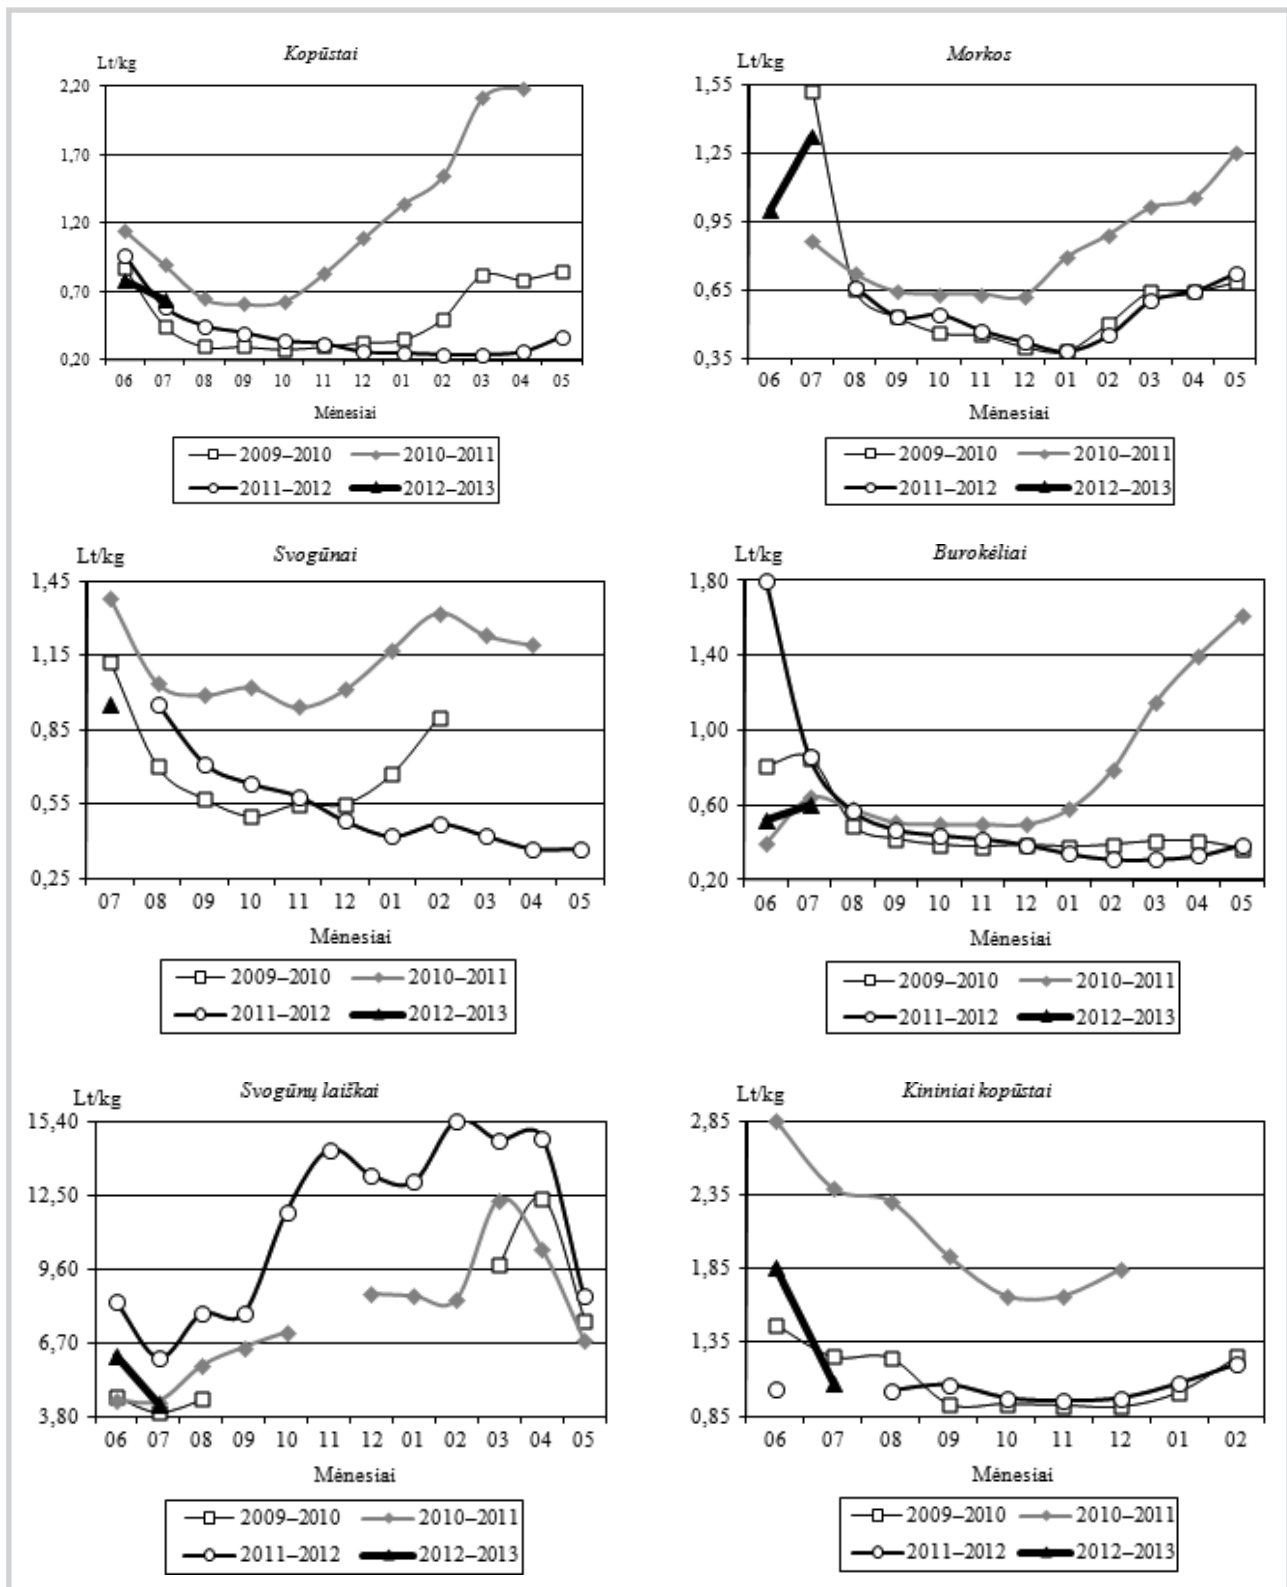 Kopūstai
Lt/kg
2,20
1,70
1,20
0,70
0,20
06 07 08 09 10 11 12 01 02 03 04 05
Mėnesiai
2009–2010 2010–2011
2011–2012 2012–2013
Morkos
Lt/kg
1,55
1,25
0,95
0,65
0,35
06 07 08 09 10 11 12 01 02 03 04 05
Mėnesiai
2009–2010 2010–2011
2011–2012 2012–2013
Svogūnai
Lt/kg
1,45
1,15
0,85
0,55
0,25
07 08 09 10 11 12 01 02 03 04 05
Mėnesiai
2009–2010 2010–2011
2011–2012 2012–2013
Burokėliai
Lt/kg
1,80
1,40
1,00
0,60
0,20
06 07 08 09 10 11 12 01 02 03 04 05
Mėnesiai
2009–2010 2010–2011
2011–2012 2012–2013
Svogūnų laiškai
Lt/kg
15,40
12,50
9,60
6,70
3,80
06 07 08 09 10 11 12 01 02 03 04 05
Mėnesiai
2009–2010 2010–2011
2011–2012 2012–2013
Kininiai kopūstai
Lt/kg
2,85
2,35
1,85
1,35
0,85
06 07 08 09 10 11 12 01 02
Mėnesiai
2009–2010 2010–2011
2011–2012 2012–2013